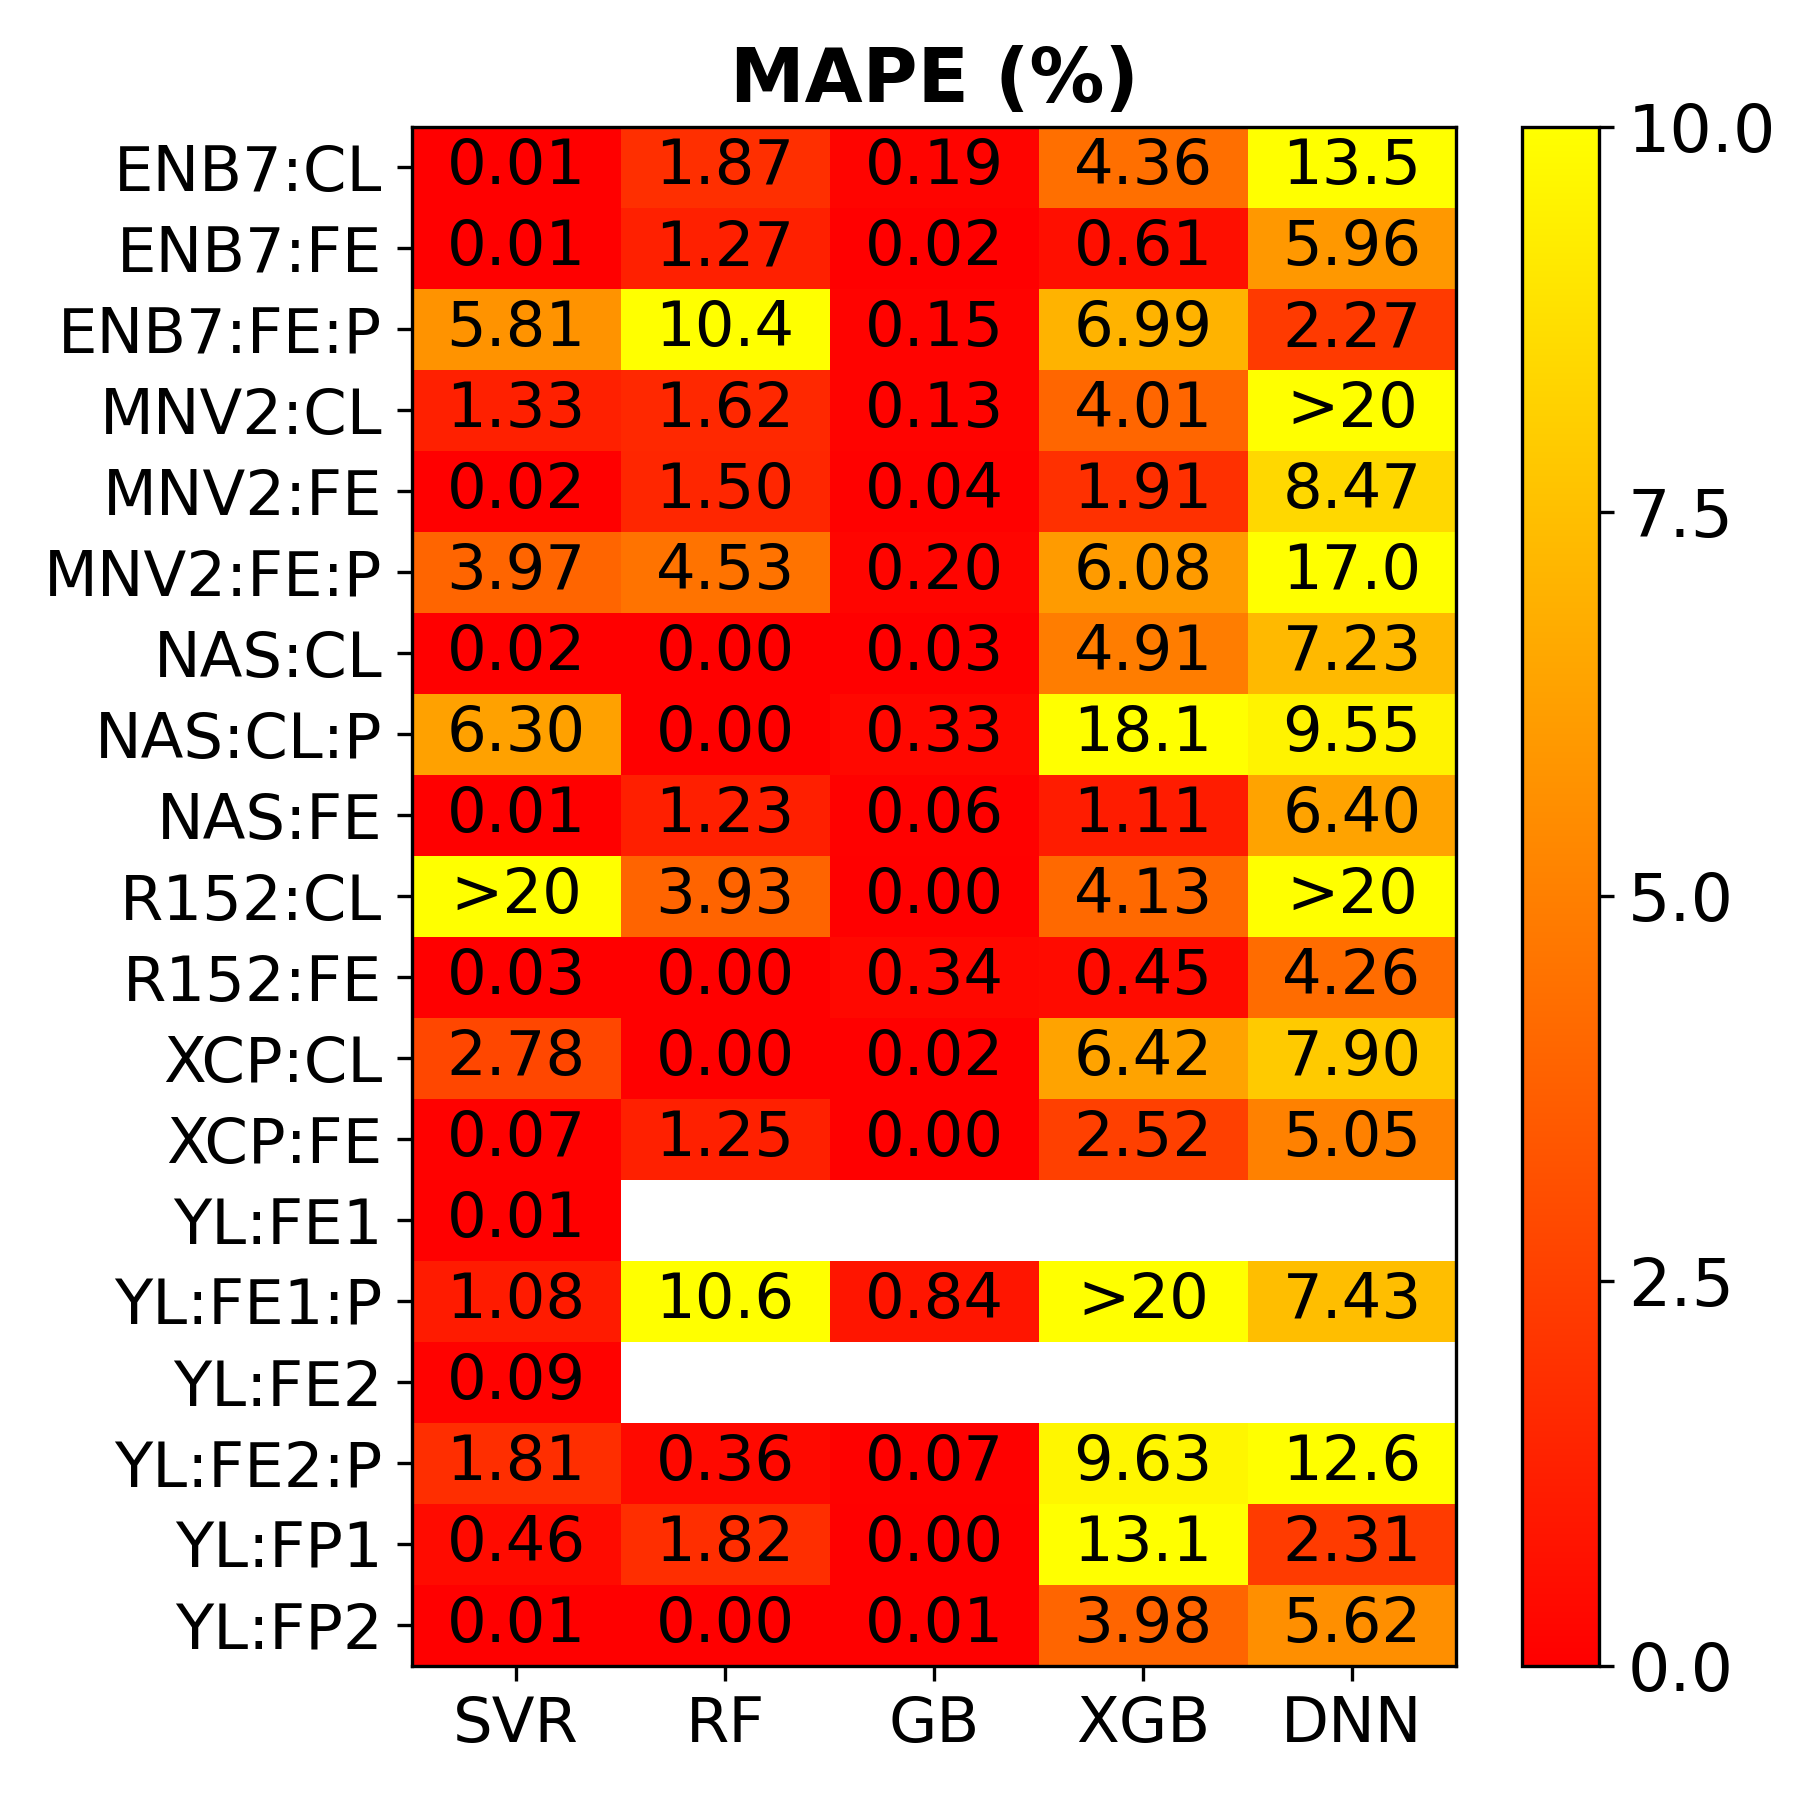 MAPE (%)
ENB7:CL 0.01 1.87 0.19 4.36 13.5
ENB7:FE 0.01 1.27 0.02 0.61 5.96
ENB7:FE:P 5.81 10.4 0.15 6.99 2.27
MNV2:CL 1.33 1.62 0.13 4.01 >20
MNV2:FE 0.02 1.50 0.04 1.91 8.47
MNV2:FE:P 3.97 4.53 0.20 6.08 17.0
NAS:CL 0.02 0.00 0.03 4.91 7.23
NAS:CL:P 6.30 0.00 0.33 18.1 9.55
NAS:FE 0.01 1.23 0.06 1.11 6.40
R152:CL >20 3.93 0.00 4.13 >20
R152:FE 0.03 0.00 0.34 0.45 4.26
XCP:CL 2.78 0.00 0.02 6.42 7.90
XCP:FE 0.07 1.25 0.00 2.52 5.05
YL:FE1 0.01
YL:FE1:P 1.08 10.6 0.84 >20 7.43
YL:FE2 0.09
YL:FE2:P 1.81 0.36 0.07 9.63 12.6
YL:FP1 0.46 1.82 0.00 13.1 2.31
YL:FP2 0.01 0.00 0.01 3.98 5.62
SVR RF GB XGB DNN
10.0
7.5
5.0
2.5
0.0